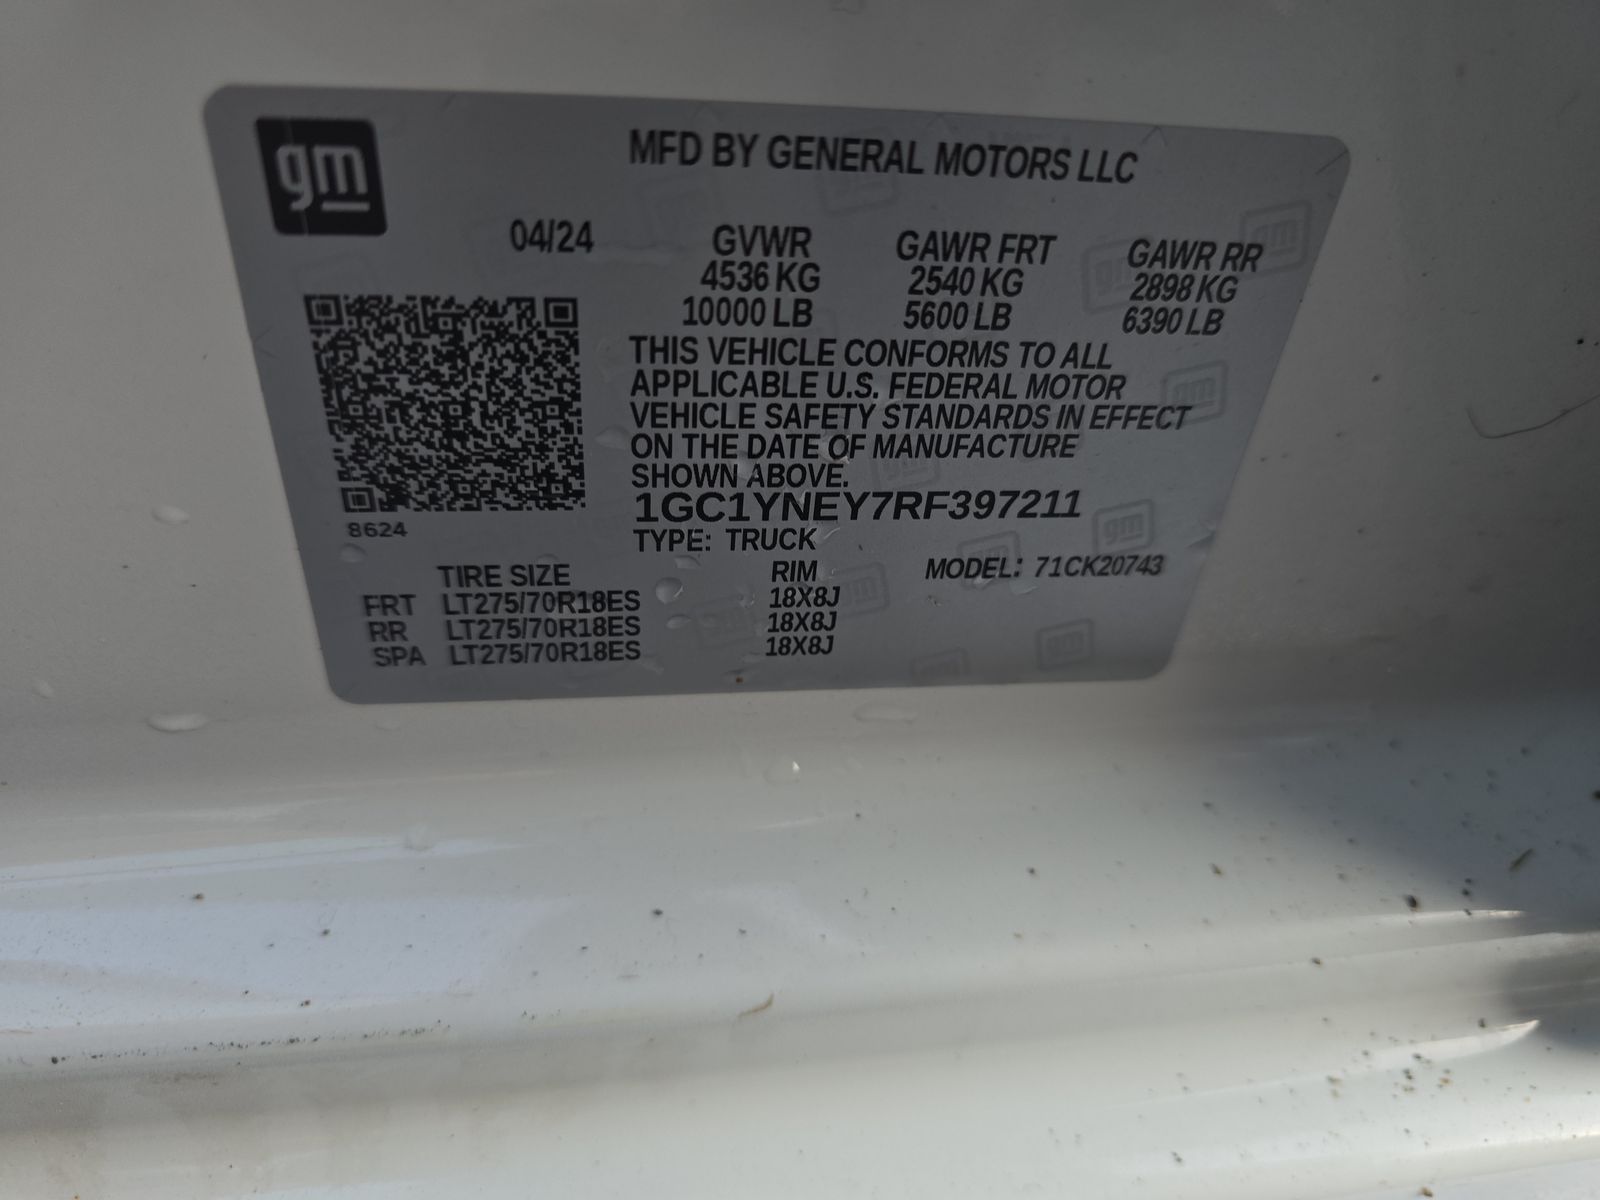 gm
MFD BY GENERAL MOTORS LLC
04/24 GVWR GAWR FRT GAWR RR
4536 KG 2540 KG 2898 KG
10000 LB 5600 LB 6390 LB
THIS VEHICLE CONFORMS TO ALL
APPLICABLE U.S. FEDERAL MOTOR
VEHICLE SAFETY STANDARDS IN EFFECT
ON THE DATE OF MANUFACTURE
SHOWN ABOVE.
1GC1YNEY7RF397211
8624
TYPE: TRUCK
TIRE SIZE RIM MODEL: 71CK20743
FRT LT275/70R18ES 18X8J
RR LT275/70R18ES 18X8J
SPA LT275/70R18ES 18X8J